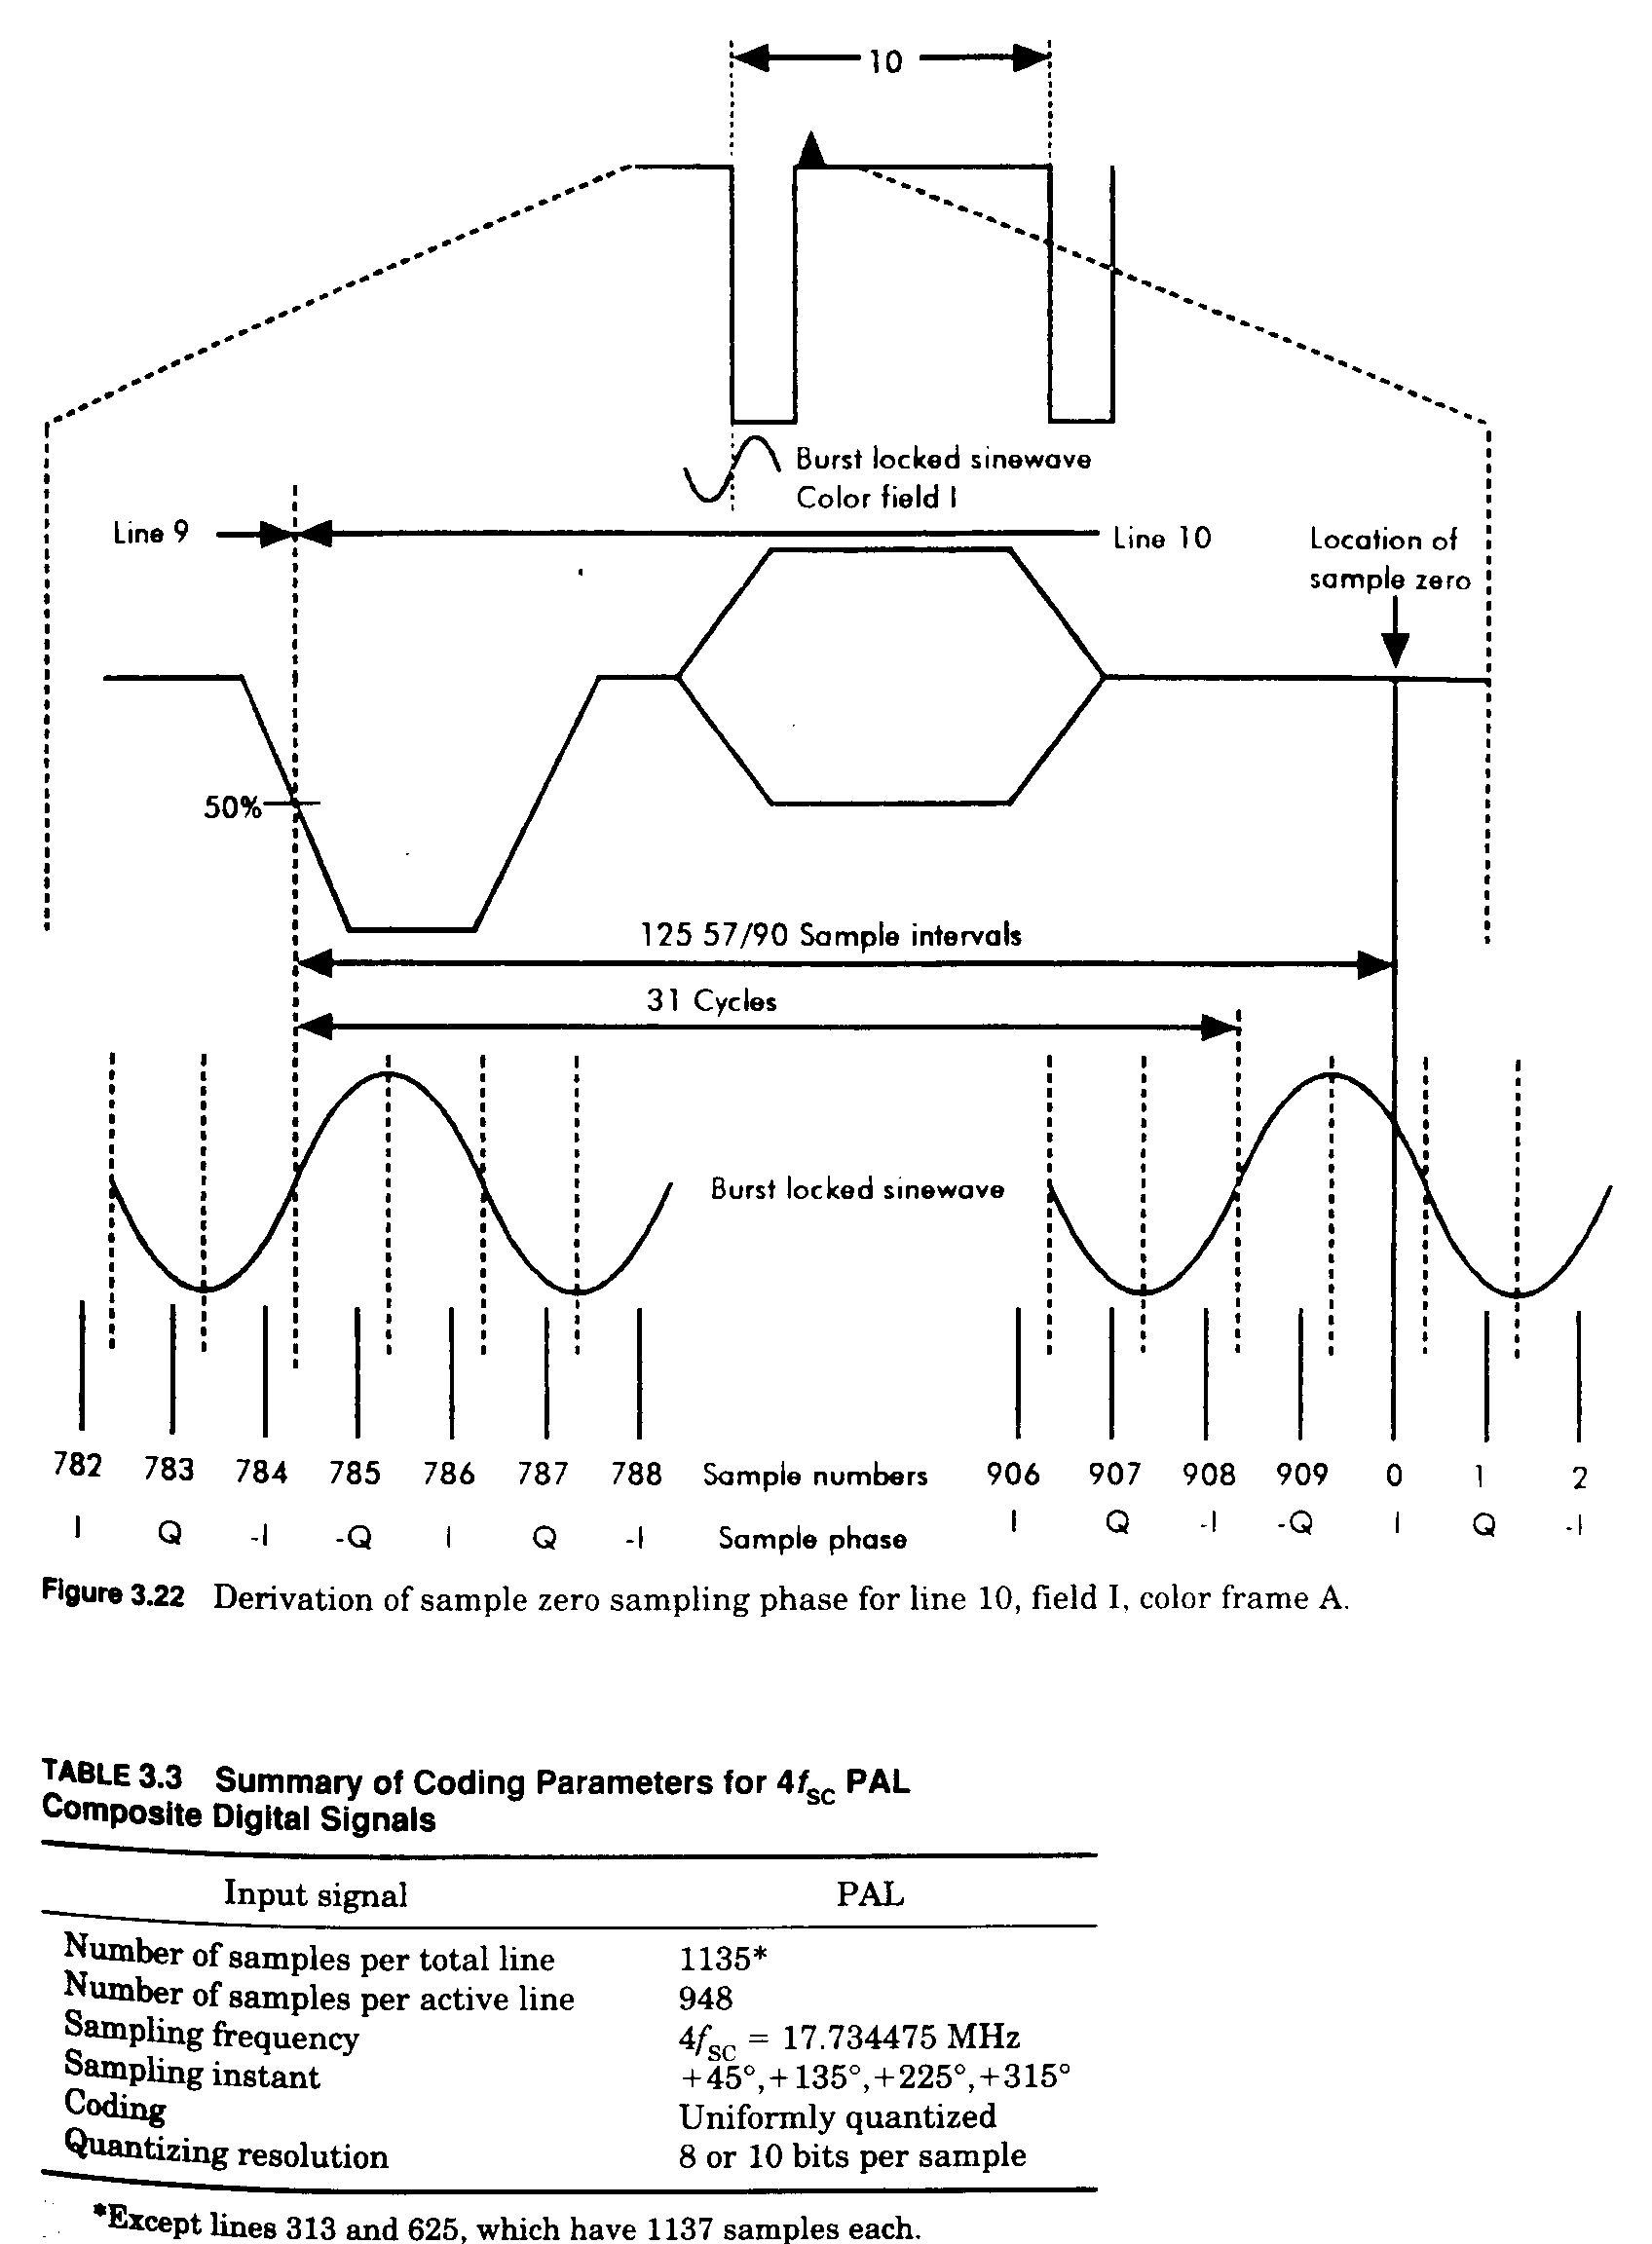 10
Burst locked sinewave
Color field I
Line 9
Line 10
Location of
sample zero
50%
125 57/90 Sample intervals
31 Cycles
Burst locked sinewave
782 783 784 785 786 787 788 Sample numbers 906 907 908 909 0 1 2
I Q -I -Q I Q -I Sample phase I Q -I -Q I Q -I
Figure 3.22 Derivation of sample zero sampling phase for line 10, field I, color frame A.
TABLE 3.3 Summary of Coding Parameters for 4fSC PAL
Composite Digital Signals
Input signal PAL
Number of samples per total line 1135*
Number of samples per active line 948
Sampling frequency 4fSC = 17.734475 MHz
Sampling instant +45°,+135°,+225°,+315°
Coding Uniformly quantized
Quantizing resolution 8 or 10 bits per sample
*Except lines 313 and 625, which have 1137 samples each.